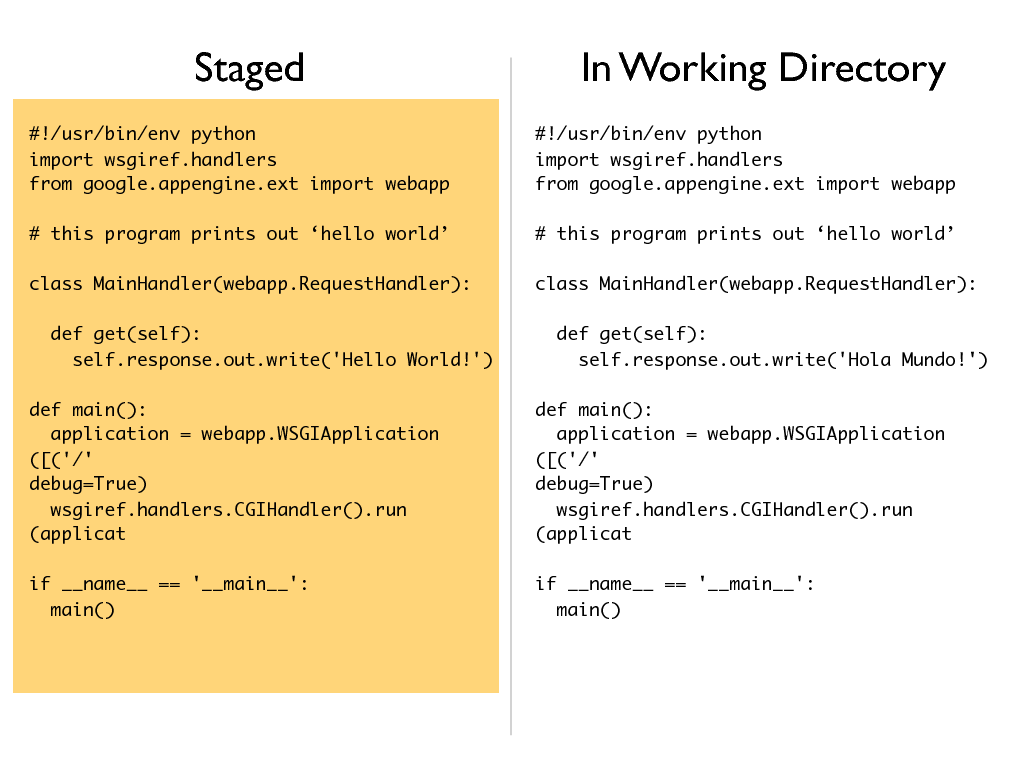 Staged
#!/usr/bin/env python
import wsgiref.handlers
from google.appengine.ext import webapp
# this program prints out ‘hello world’
class MainHandler(webapp.RequestHandler):
  def get(self):
    self.response.out.write('Hello World!')
def main():
  application = webapp.WSGIApplication
([('/'
debug=True)
  wsgiref.handlers.CGIHandler().run
(applicat
if __name__ == '__main__':
  main()
In Working Directory
#!/usr/bin/env python
import wsgiref.handlers
from google.appengine.ext import webapp
# this program prints out ‘hello world’
class MainHandler(webapp.RequestHandler):
  def get(self):
    self.response.out.write('Hola Mundo!')
def main():
  application = webapp.WSGIApplication
([('/'
debug=True)
  wsgiref.handlers.CGIHandler().run
(applicat
if __name__ == '__main__':
  main()